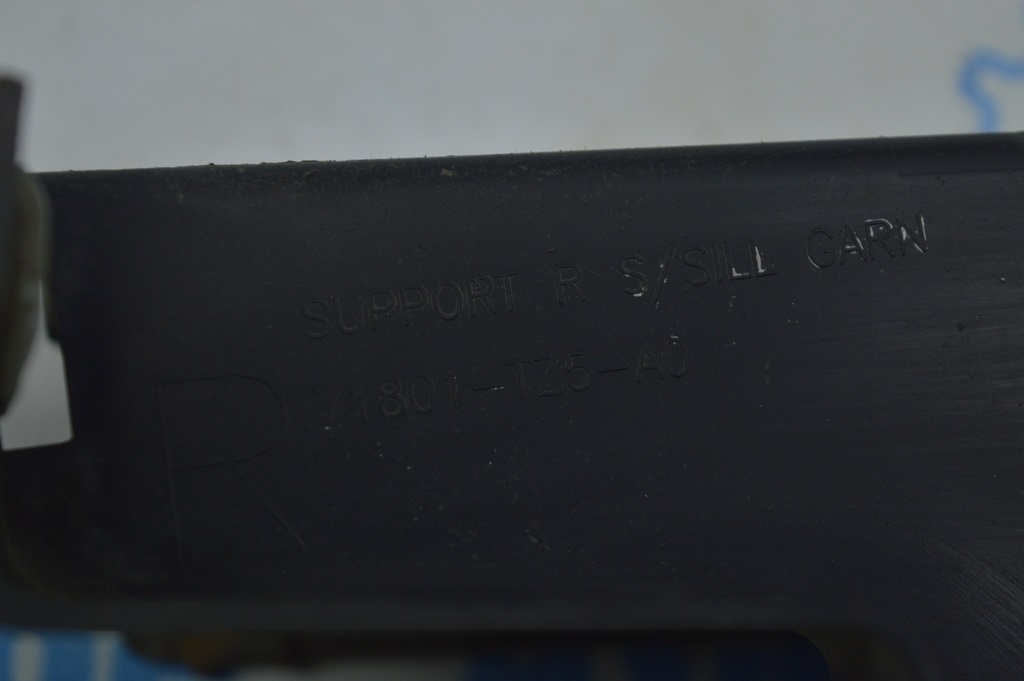 SUPPORT R S/SILL GARN
R 71801-TZ5-A0